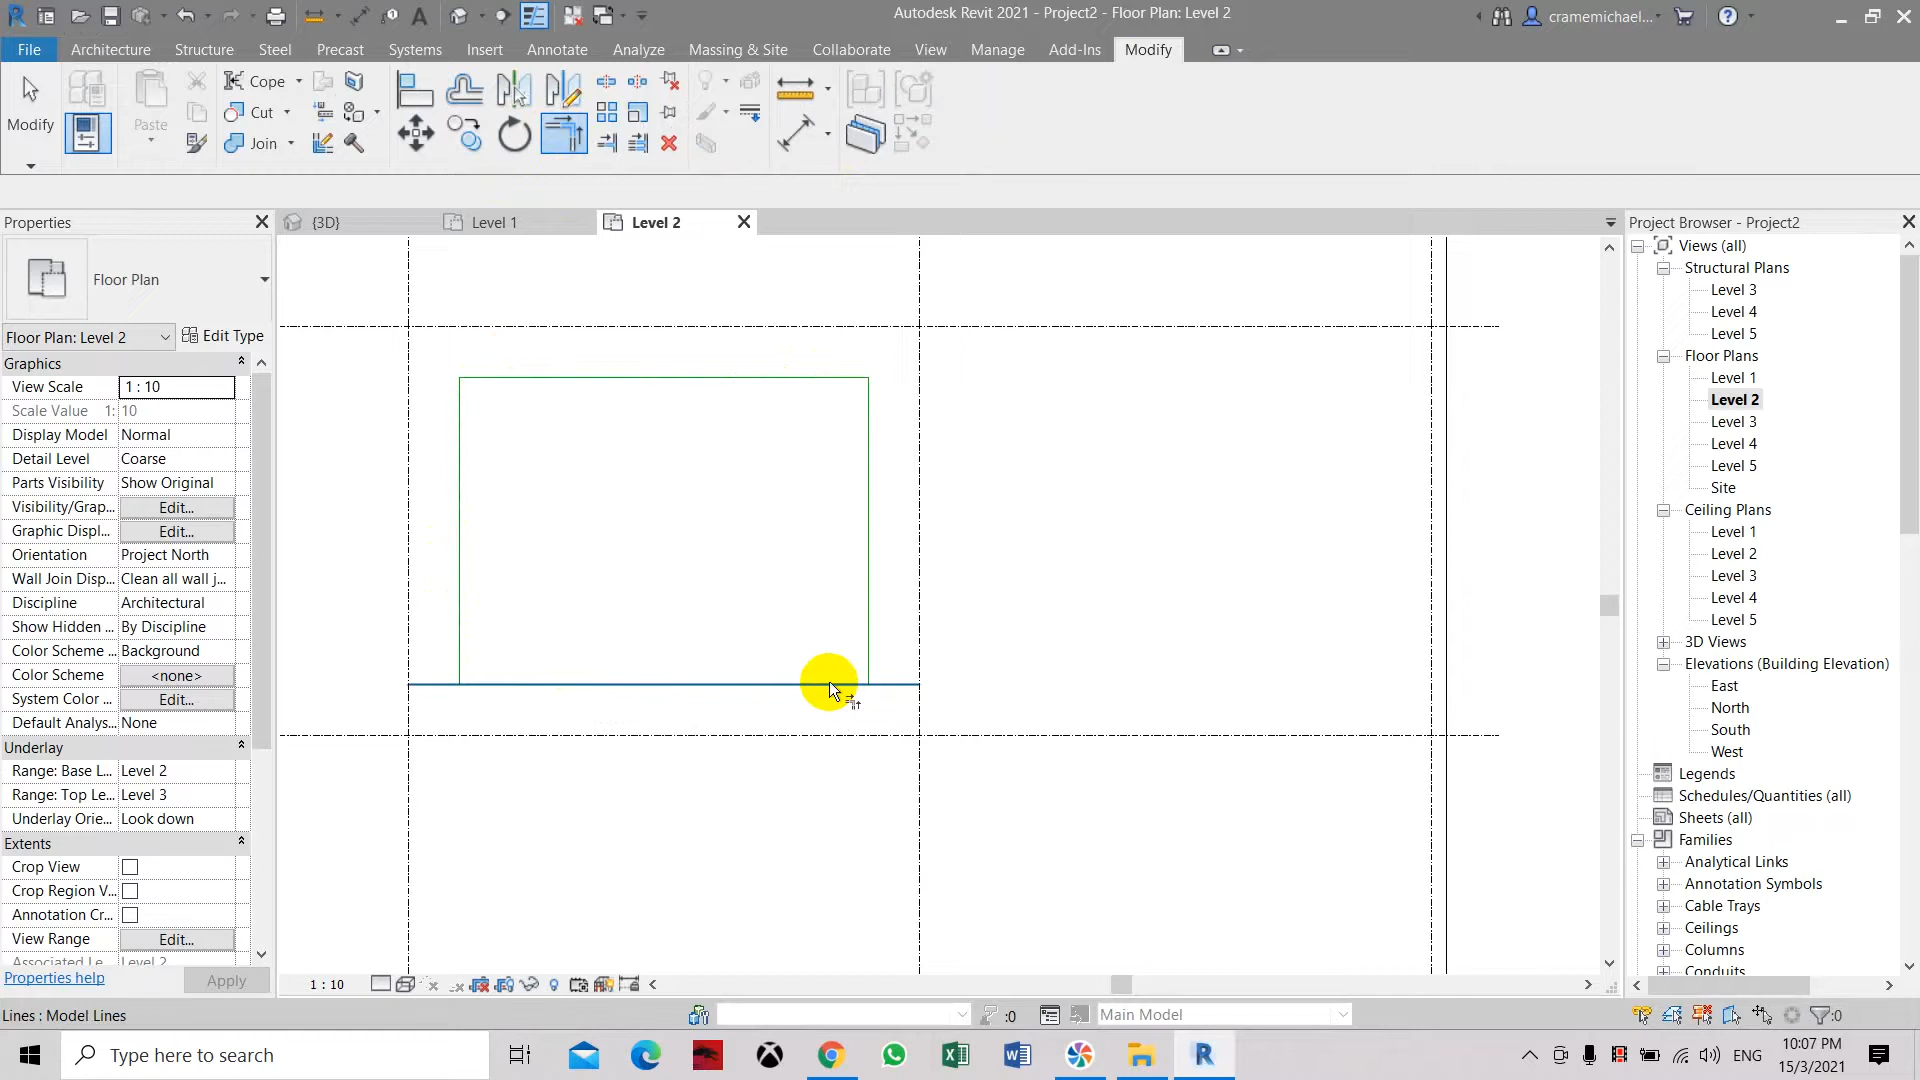 Autodesk Revit 2021 - Project2 - Floor Plan: Level 2
cramemichael...
File Architecture Structure Steel Precast Systems Insert Annotate Analyze Massing & Site Collaborate View Manage Add-Ins Modify
Modify
Paste
Cope
Cut
Join
Properties
{3D}
Level 1
Level 2
Project Browser - Project2
Floor Plan
Floor Plan: Level 2
Edit Type
Graphics
View Scale 1 : 10
Scale Value 1: 10
Display Model Normal
Detail Level Coarse
Parts Visibility Show Original
Visibility/Grap... Edit...
Graphic Displ... Edit...
Orientation Project North
Wall Join Disp... Clean all wall j...
Discipline Architectural
Show Hidden ... By Discipline
Color Scheme ... Background
Color Scheme <none>
System Color ... Edit...
Default Analys... None
Underlay
Range: Base L... Level 2
Range: Top Le... Level 3
Underlay Orie... Look down
Extents
Crop View
Crop Region V...
Annotation Cr...
View Range Edit...
Associated Le Level 2
Properties help
Apply
Views (all)
Structural Plans
Level 3
Level 4
Level 5
Floor Plans
Level 1
Level 2
Level 3
Level 4
Level 5
Site
Ceiling Plans
Level 1
Level 2
Level 3
Level 4
Level 5
3D Views
Elevations (Building Elevation)
East
North
South
West
Legends
Schedules/Quantities (all)
Sheets (all)
Families
Analytical Links
Annotation Symbols
Cable Trays
Ceilings
Columns
Conduits
1 : 10
Lines : Model Lines
:0
Main Model
:0
Type here to search
ENG
10:07 PM
15/3/2021